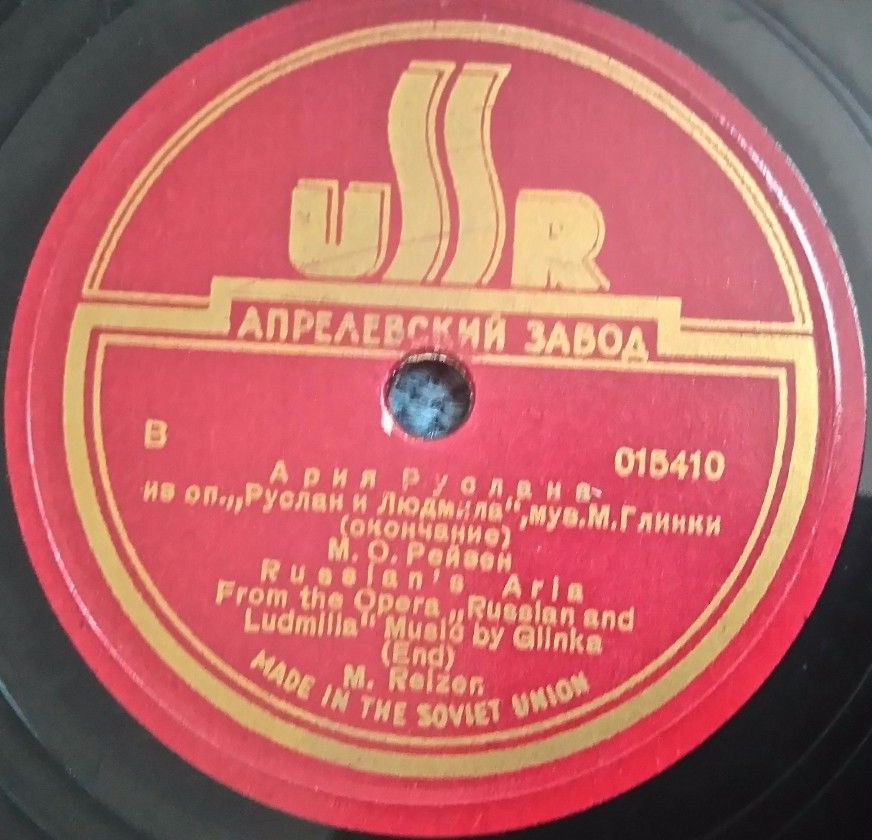 USSR
АПРЕЛЕВСКИЙ ЗАВОД
В
015410
Ария Руслана
из оп.„Руслан и Людмила“,муз.М.Глинки
(окончание)
М. О. Рейзен
Russlan's Aria
From the Opera „Russlan and
Ludmilla“ Music by Glinka
(End)
M. Reizen
MADE IN THE SOVIET UNION